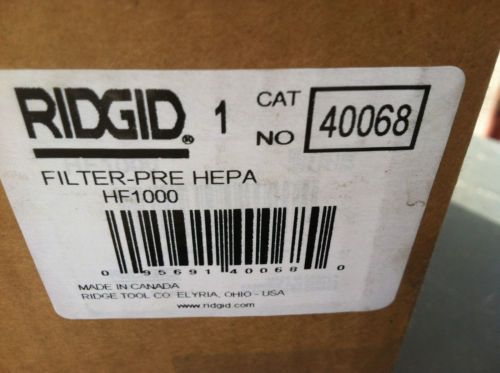 RIDGID® 1 CAT NO 40068
FILTER-PRE HEPA
HF1000
0 95691 40068 0
MADE IN CANADA
RIDGE TOOL CO ELYRIA, OHIO - USA
www.ridgid.com